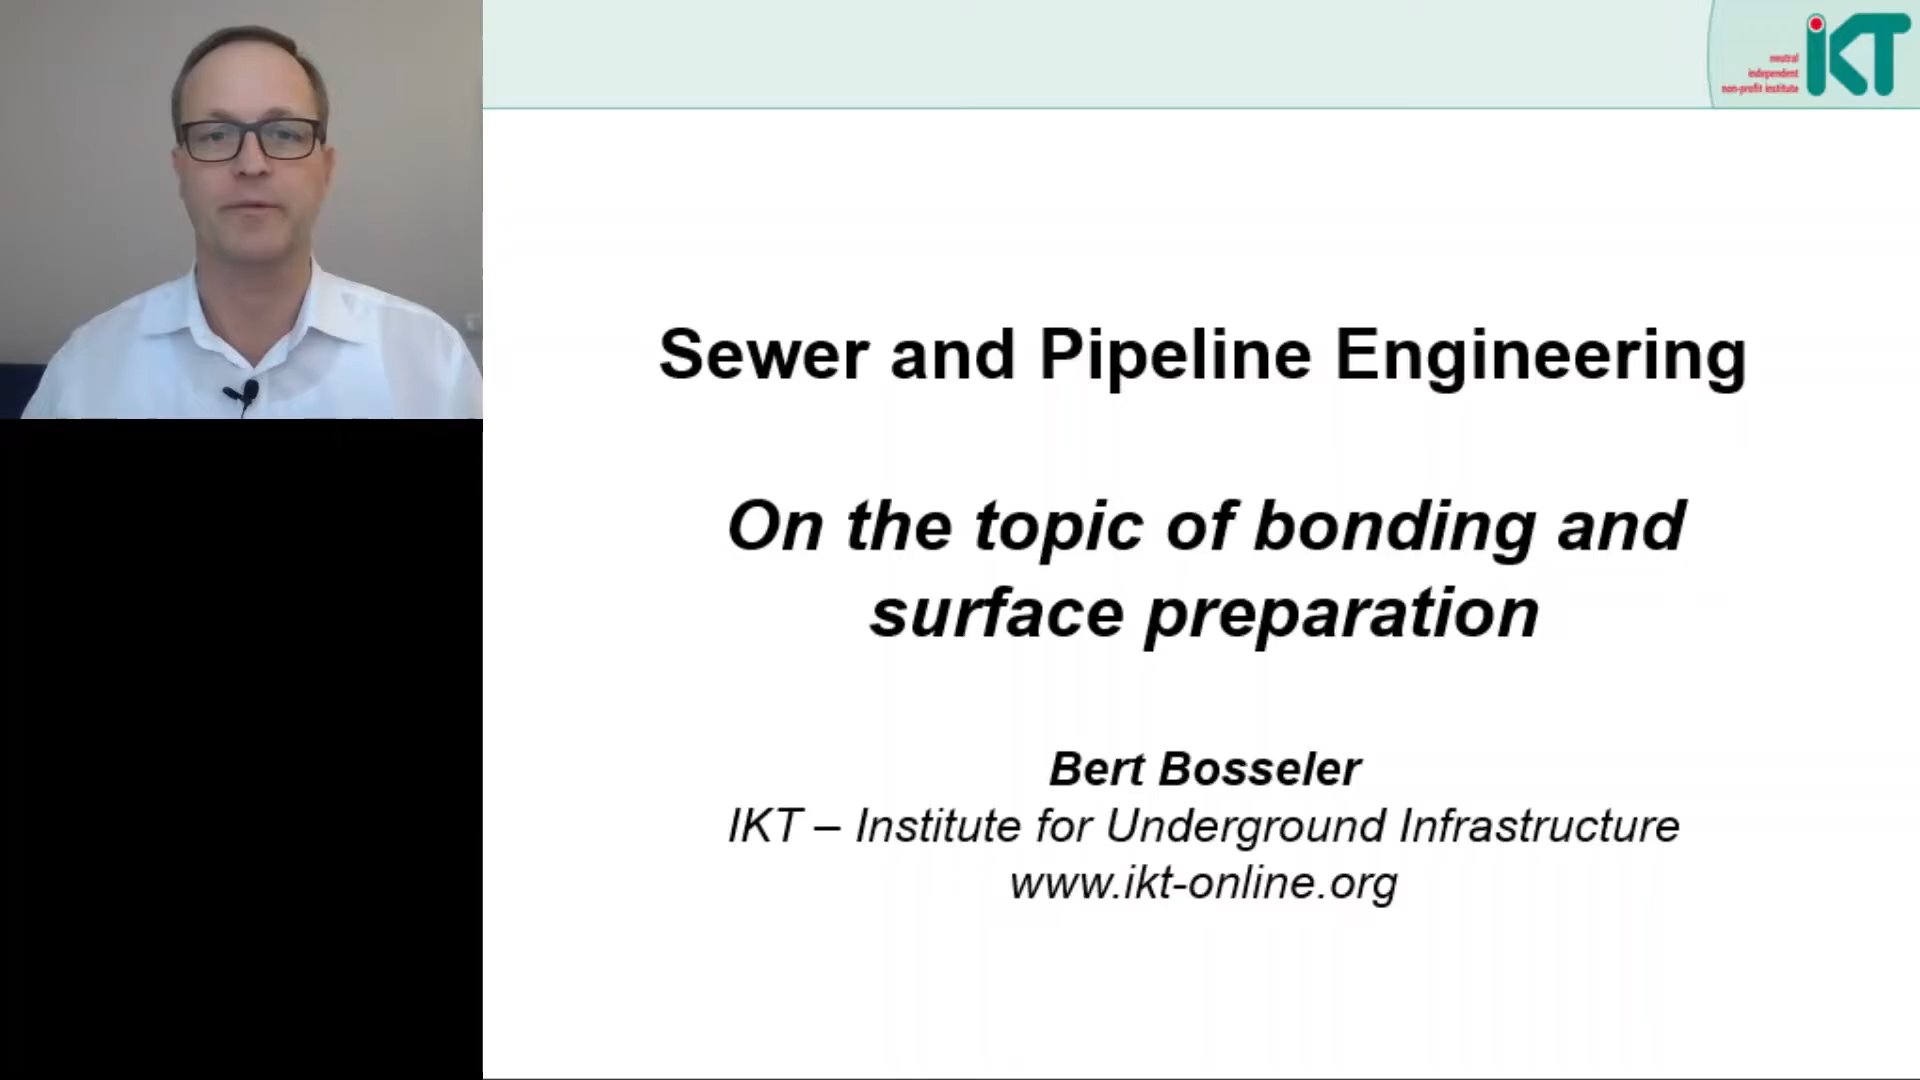 neutral
independent
non-profit institute
iKT
Sewer and Pipeline Engineering
On the topic of bonding and
surface preparation
Bert Bosseler
IKT – Institute for Underground Infrastructure
www.ikt-online.org